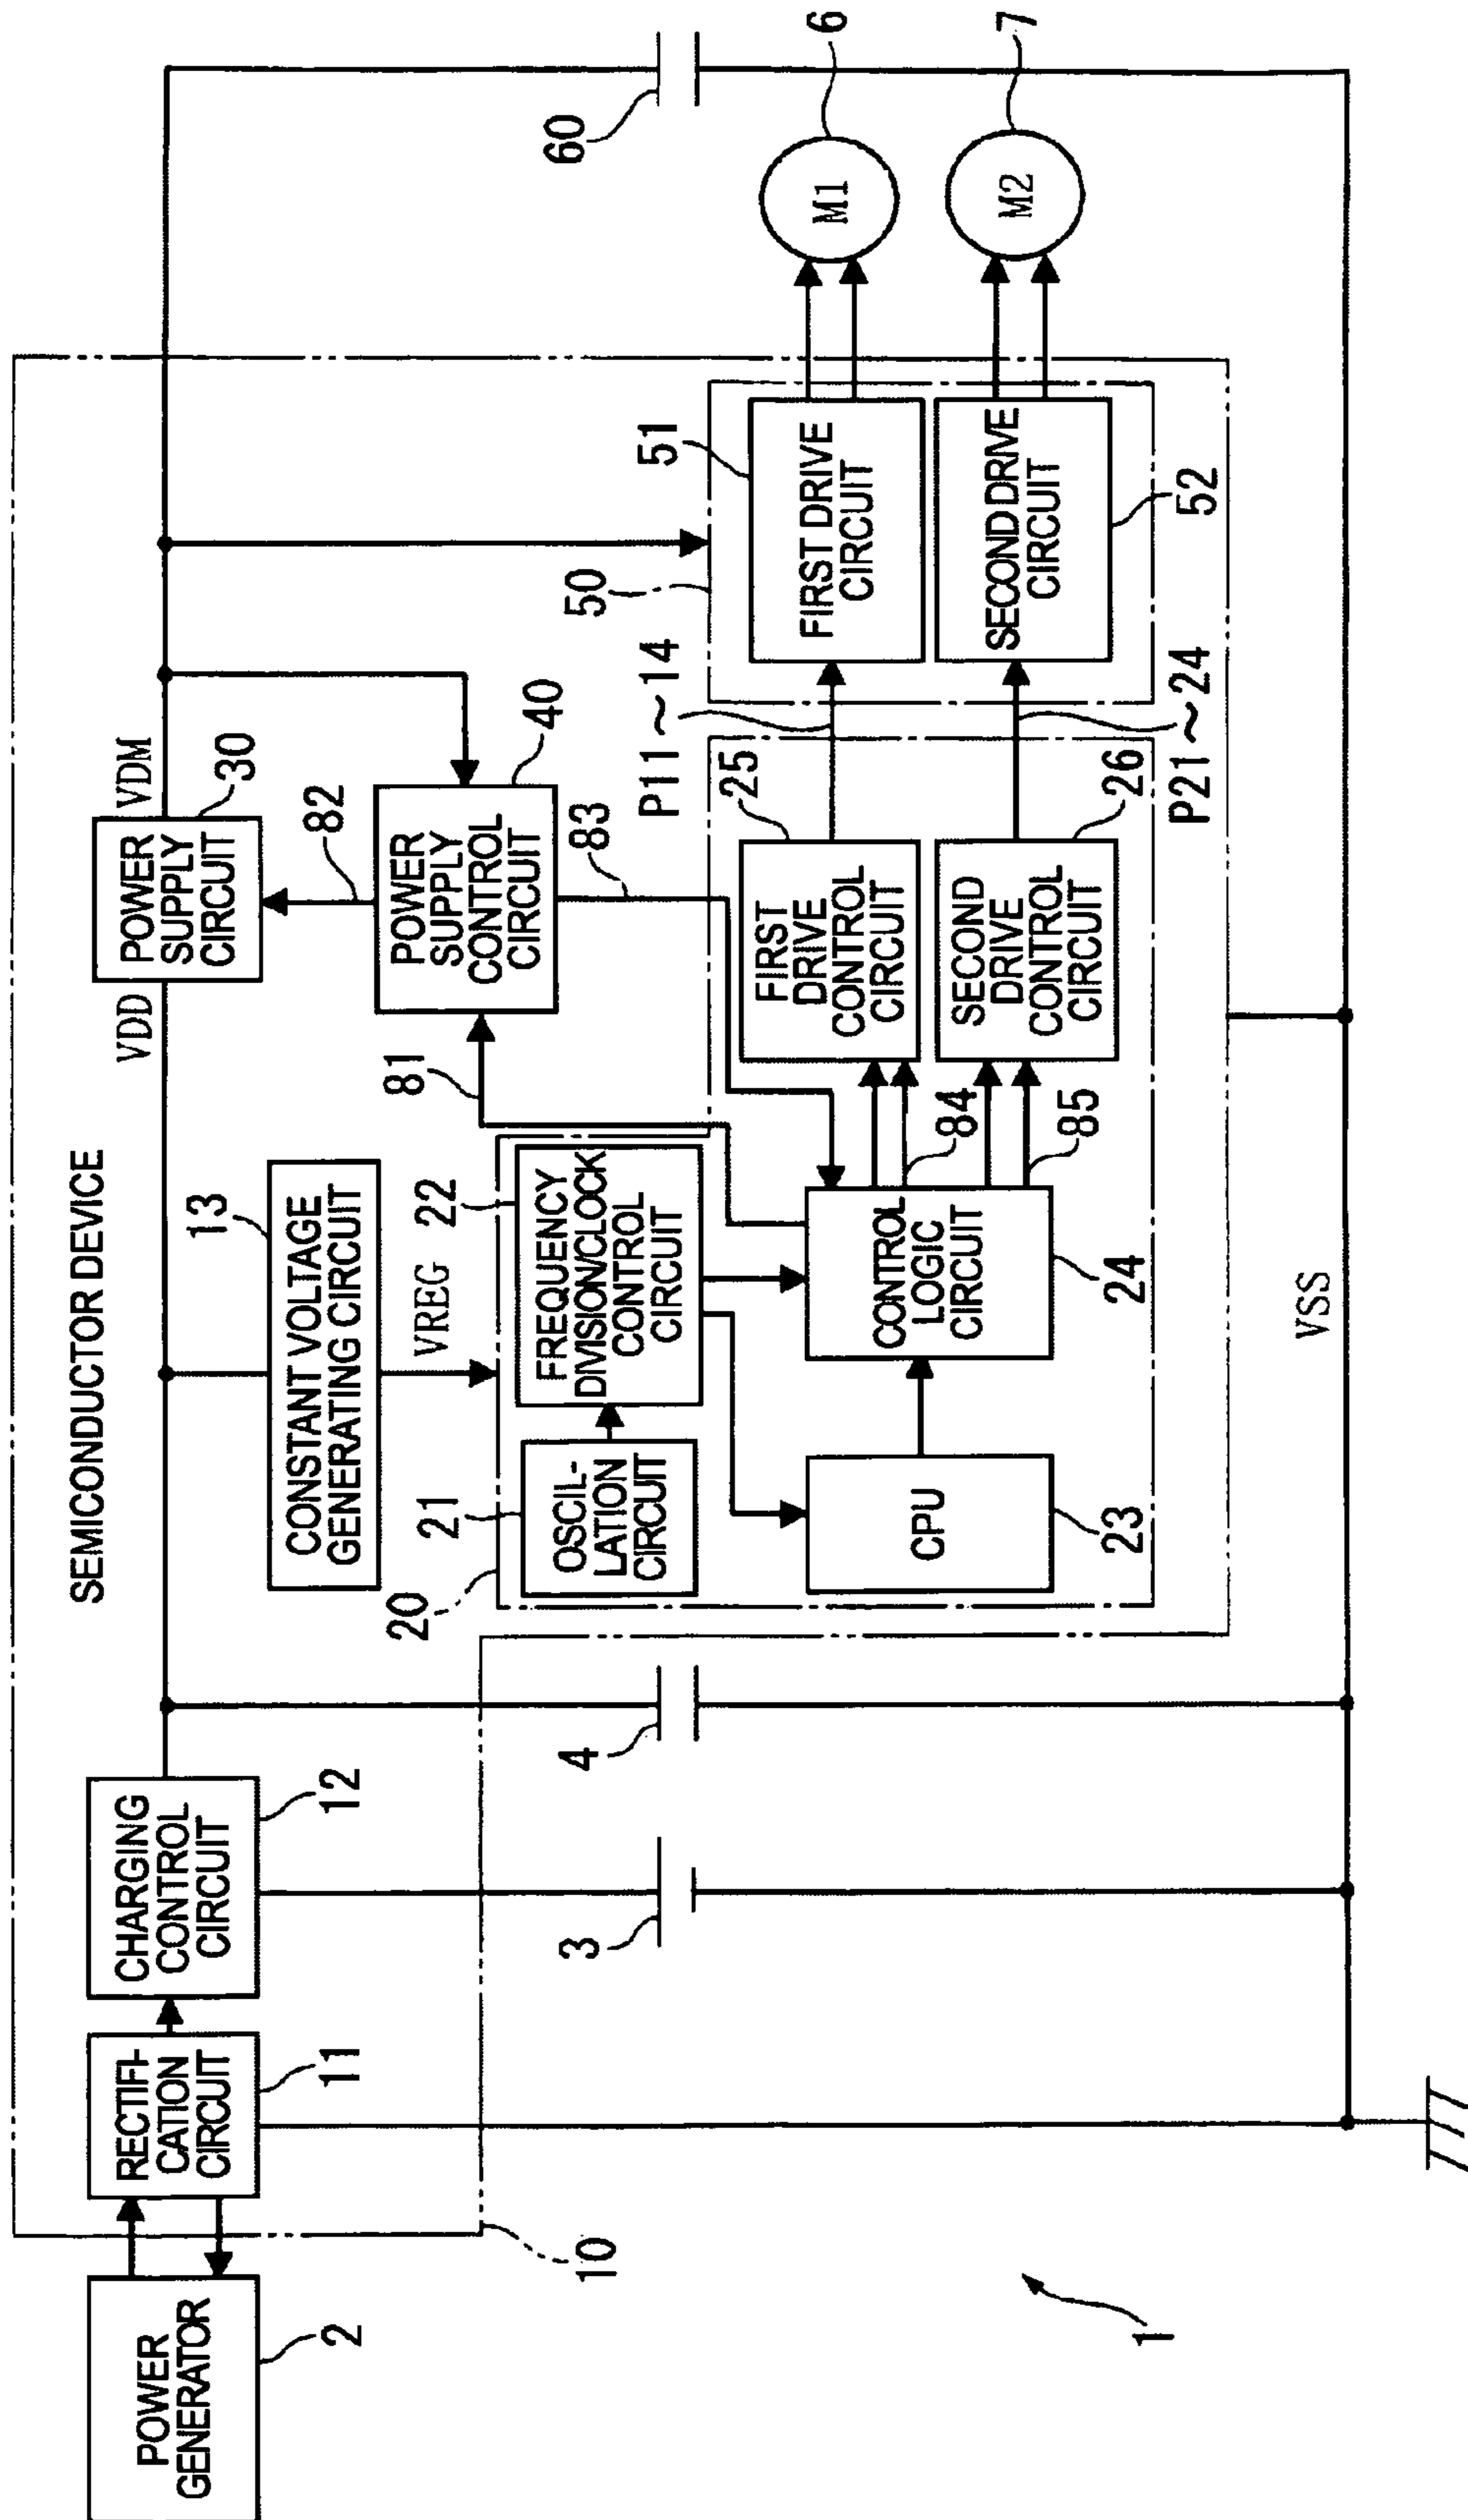 SEMICONDUCTOR DEVICE
POWER
GENERATOR
2
RECTIFI-
CATION
CIRCUIT
11
CHARGING
CONTROL
CIRCUIT
12
CONSTANT VOLTAGE
GENERATING CIRCUIT
13
VREG
VDD
POWER
SUPPLY
CIRCUIT
VDM
30
82
POWER
SUPPLY
CONTROL
CIRCUIT
40
81
83
10
3
4
20
21
OSCIL-
LATION
CIRCUIT
22
FREQUENCY
DIVISION/CLOCK
CONTROL
CIRCUIT
CPU
23
CONTROL
LOGIC
CIRCUIT
24
84
85
FIRST
DRIVE
CONTROL
CIRCUIT
25
SECOND
DRIVE
CONTROL
CIRCUIT
26
P11～14
P21～24
50
51
FIRST DRIVE
CIRCUIT
SECOND DRIVE
CIRCUIT
52
60
M1
6
M2
7
VSS
1